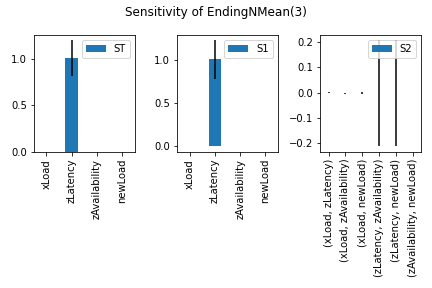 Sensitivity of EndingNMean(3)
ST
1.0
0.5
0.0
xLoad
zLatency
zAvailability
newLoad
S1
1.0
0.5
0.0
xLoad
zLatency
zAvailability
newLoad
S2
0.2
0.1
0.0
−0.1
−0.2
(xLoad, zLatency)
(xLoad, zAvailability)
(xLoad, newLoad)
(zLatency, zAvailability)
(zLatency, newLoad)
(zAvailability, newLoad)